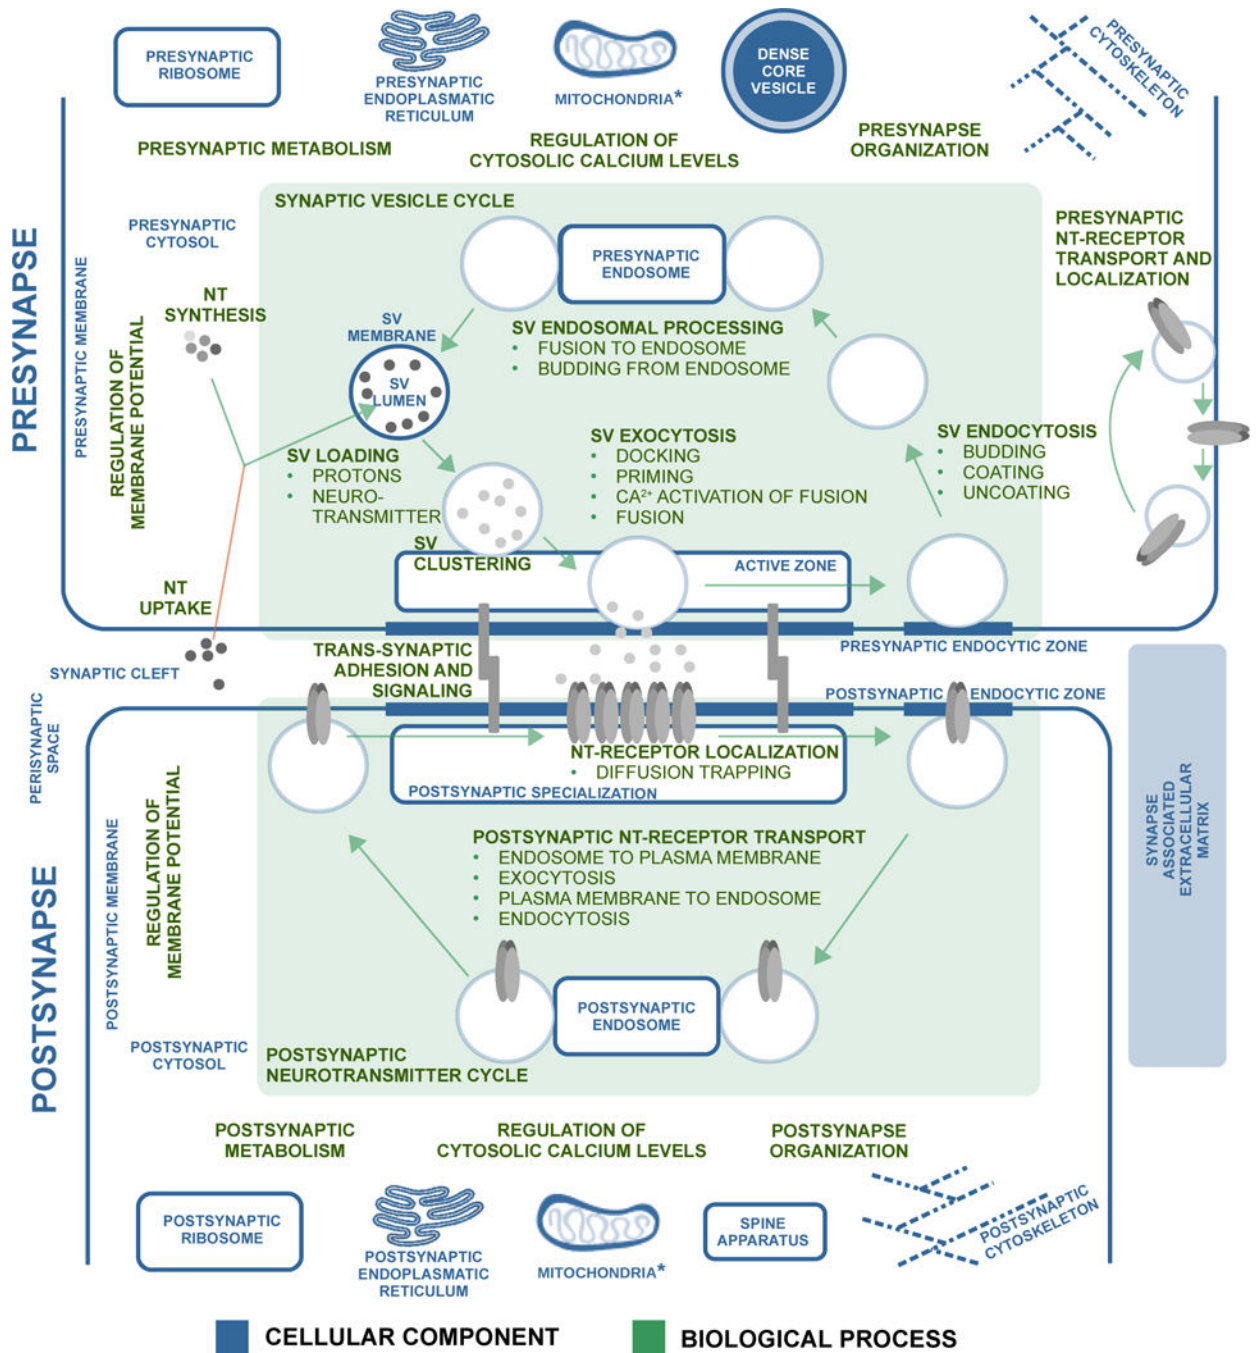 PRESYNAPTIC
RIBOSOME
PRESYNAPTIC
ENDOPLASMATIC
RETICULUM
MITOCHONDRIA*
DENSE
CORE
VESICLE
PRESYNAPTIC
CYTOSKELETON
PRESYNAPTIC METABOLISM
REGULATION OF
CYTOSOLIC CALCIUM LEVELS
PRESYNAPSE
ORGANIZATION
PRESYNAPSE
PRESYNAPTIC MEMBRANE
REGULATION OF
MEMBRANE POTENTIAL
SYNAPTIC VESICLE CYCLE
PRESYNAPTIC
CYTOSOL
PRESYNAPTIC
ENDOSOME
PRESYNAPTIC
NT-RECEPTOR
TRANSPORT AND
LOCALIZATION
NT
SYNTHESIS
SV
MEMBRANE
SV
LUMEN
SV ENDOSOMAL PROCESSING
• FUSION TO ENDOSOME
• BUDDING FROM ENDOSOME
SV LOADING
• PROTONS
• NEURO-
TRANSMITTER
SV EXOCYTOSIS
• DOCKING
• PRIMING
• CA²⁺ ACTIVATION OF FUSION
• FUSION
SV ENDOCYTOSIS
• BUDDING
• COATING
• UNCOATING
SV
CLUSTERING
ACTIVE ZONE
NT
UPTAKE
SYNAPTIC CLEFT
TRANS-SYNAPTIC
ADHESION AND
SIGNALING
PRESYNAPTIC ENDOCYTIC ZONE
POSTSYNAPTIC ENDOCYTIC ZONE
PERISYNAPTIC
SPACE
NT-RECEPTOR LOCALIZATION
• DIFFUSION TRAPPING
POSTSYNAPTIC SPECIALIZATION
SYNAPSE
ASSOCIATED
EXTRACELLULAR
MATRIX
POSTSYNAPSE
POSTSYNAPTIC MEMBRANE
REGULATION OF
MEMBRANE POTENTIAL
POSTSYNAPTIC NT-RECEPTOR TRANSPORT
• ENDOSOME TO PLASMA MEMBRANE
• EXOCYTOSIS
• PLASMA MEMBRANE TO ENDOSOME
• ENDOCYTOSIS
POSTSYNAPTIC
ENDOSOME
POSTSYNAPTIC
CYTOSOL
POSTSYNAPTIC
NEUROTRANSMITTER CYCLE
POSTSYNAPTIC
METABOLISM
REGULATION OF
CYTOSOLIC CALCIUM LEVELS
POSTSYNAPSE
ORGANIZATION
POSTSYNAPTIC
RIBOSOME
POSTSYNAPTIC
ENDOPLASMATIC
RETICULUM
MITOCHONDRIA*
SPINE
APPARATUS
POSTSYNAPTIC
CYTOSKELETON
CELLULAR COMPONENT
BIOLOGICAL PROCESS